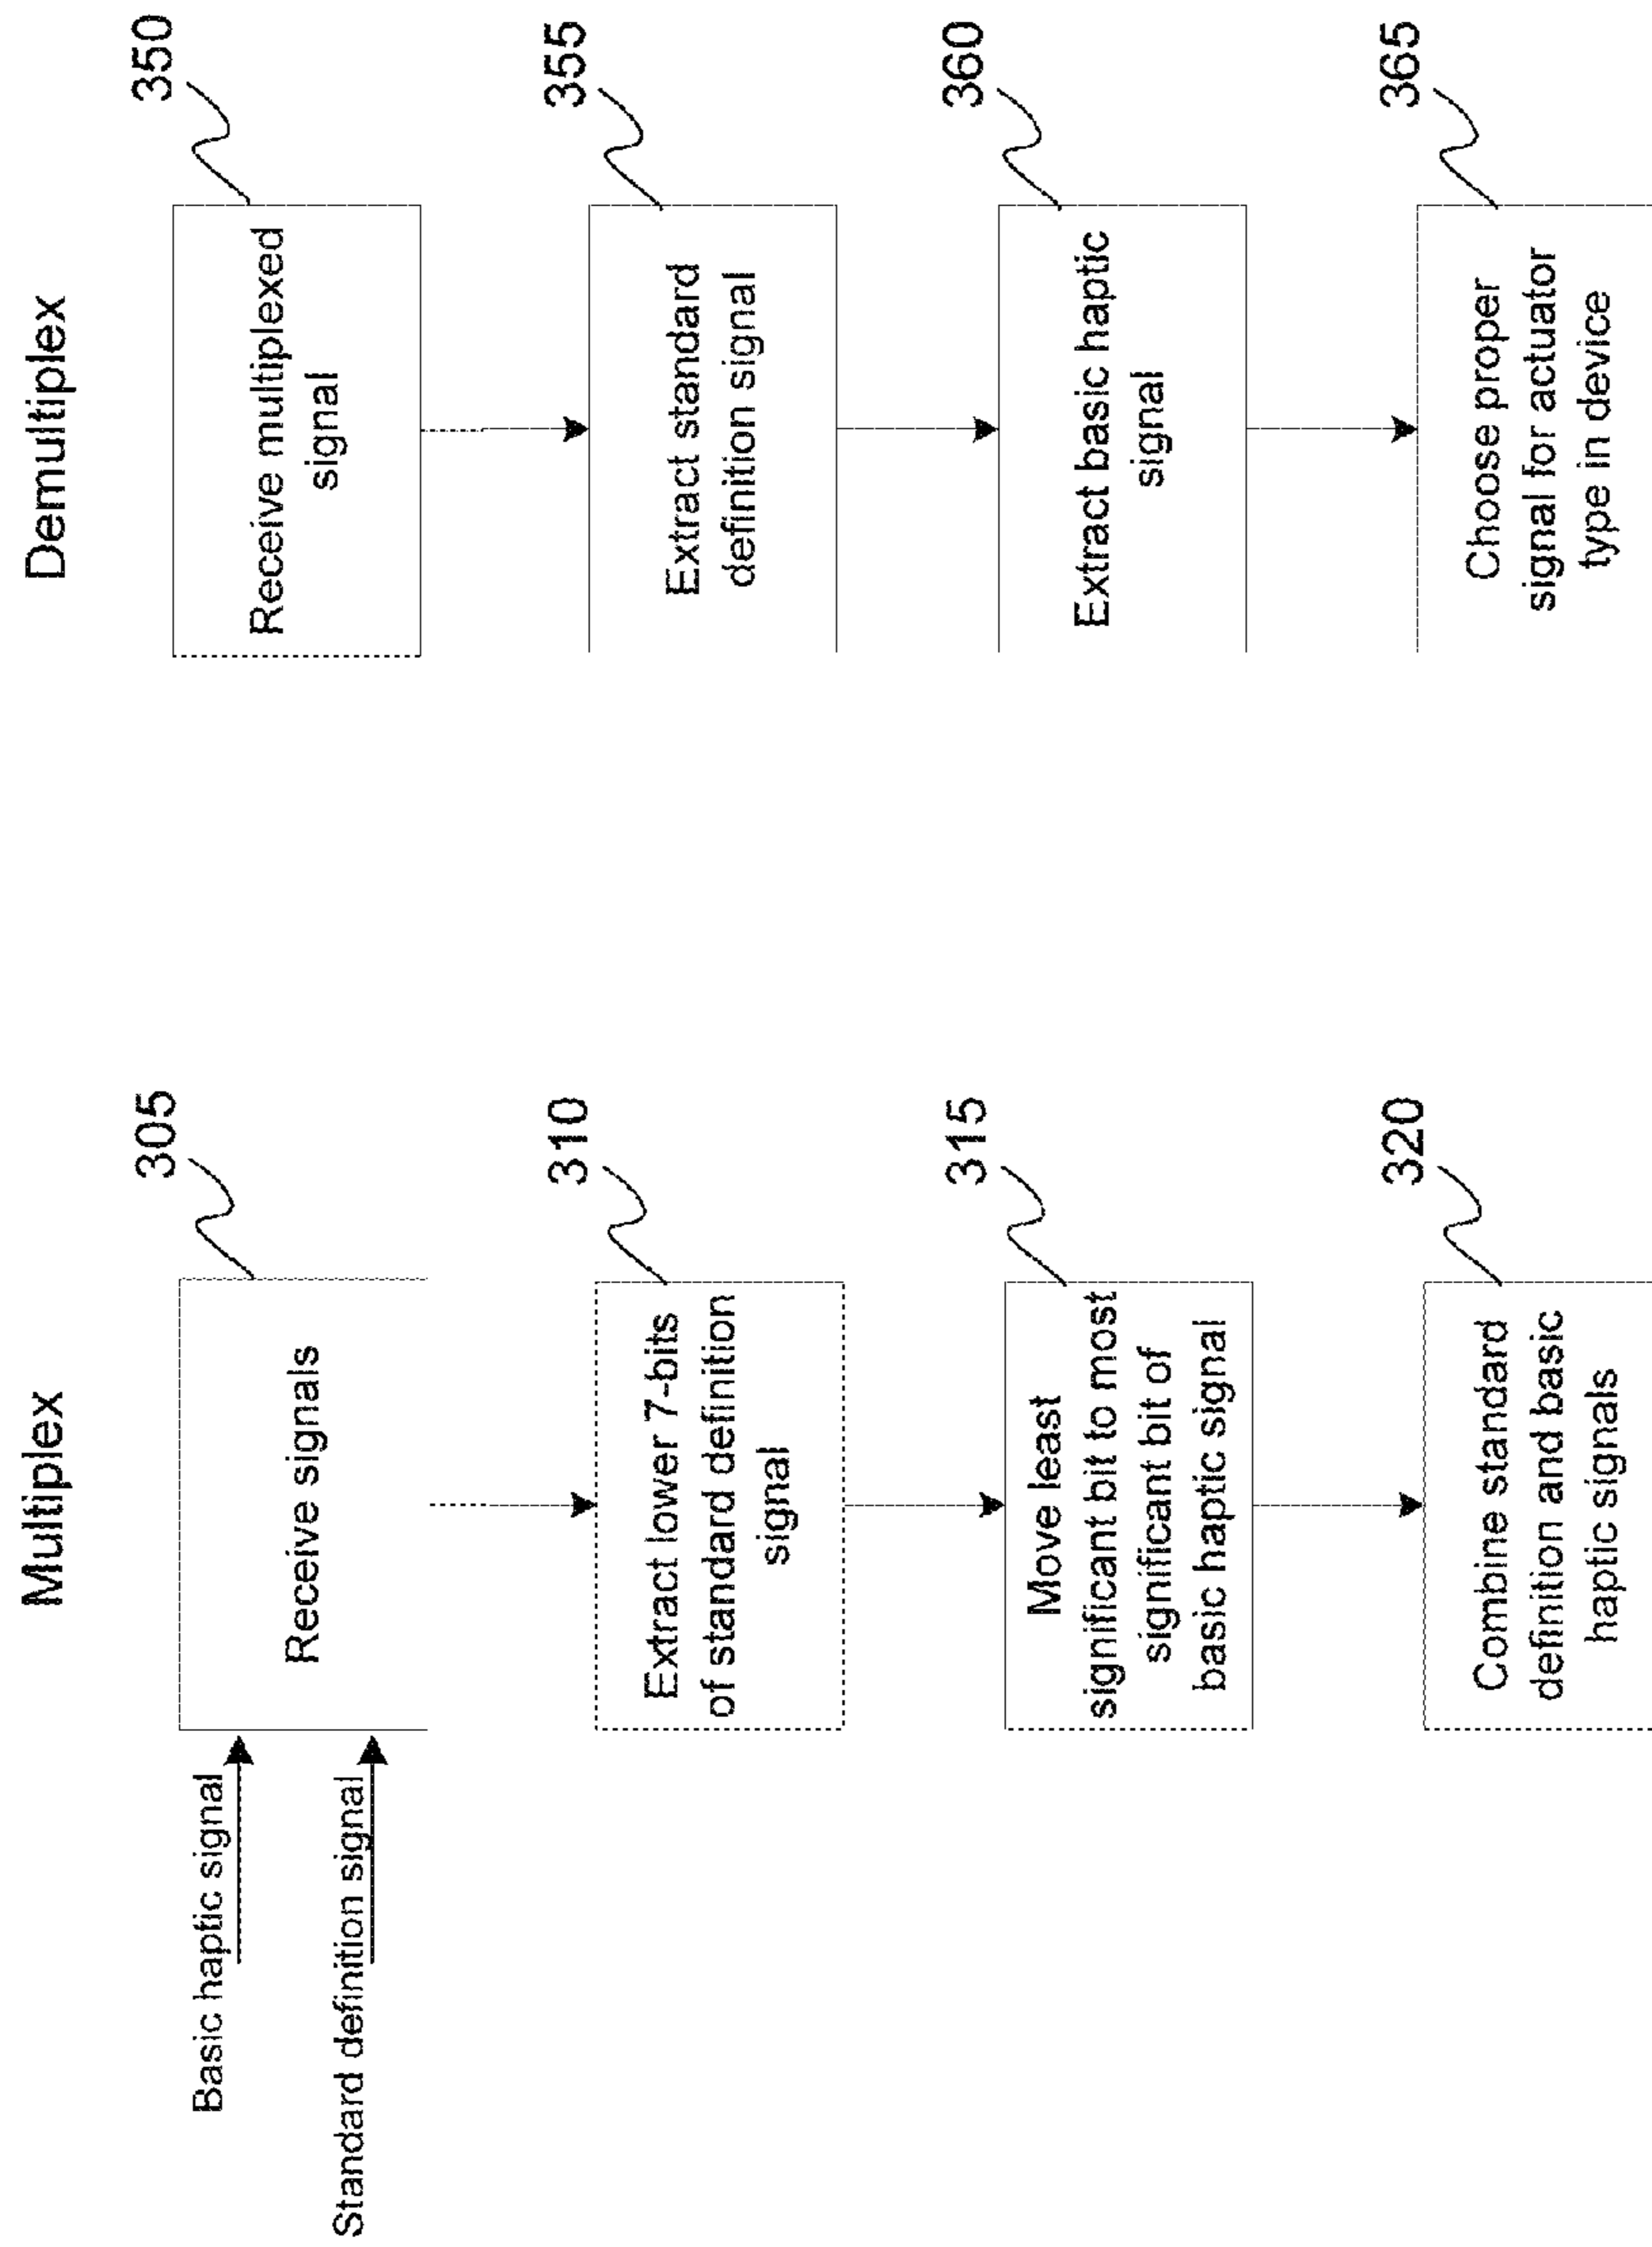 Multiplex
Basic haptic signal
Standard definition signal
Receive signals
305
Extract lower 7-bits
of standard definition
signal
310
Move least
significant bit to most
significant bit of
basic haptic signal
315
Combine standard
definition and basic
haptic signals
320
Demultiplex
Receive multiplexed
signal
350
Extract standard
definition signal
355
Extract basic haptic
signal
360
Choose proper
signal for actuator
type in device
365